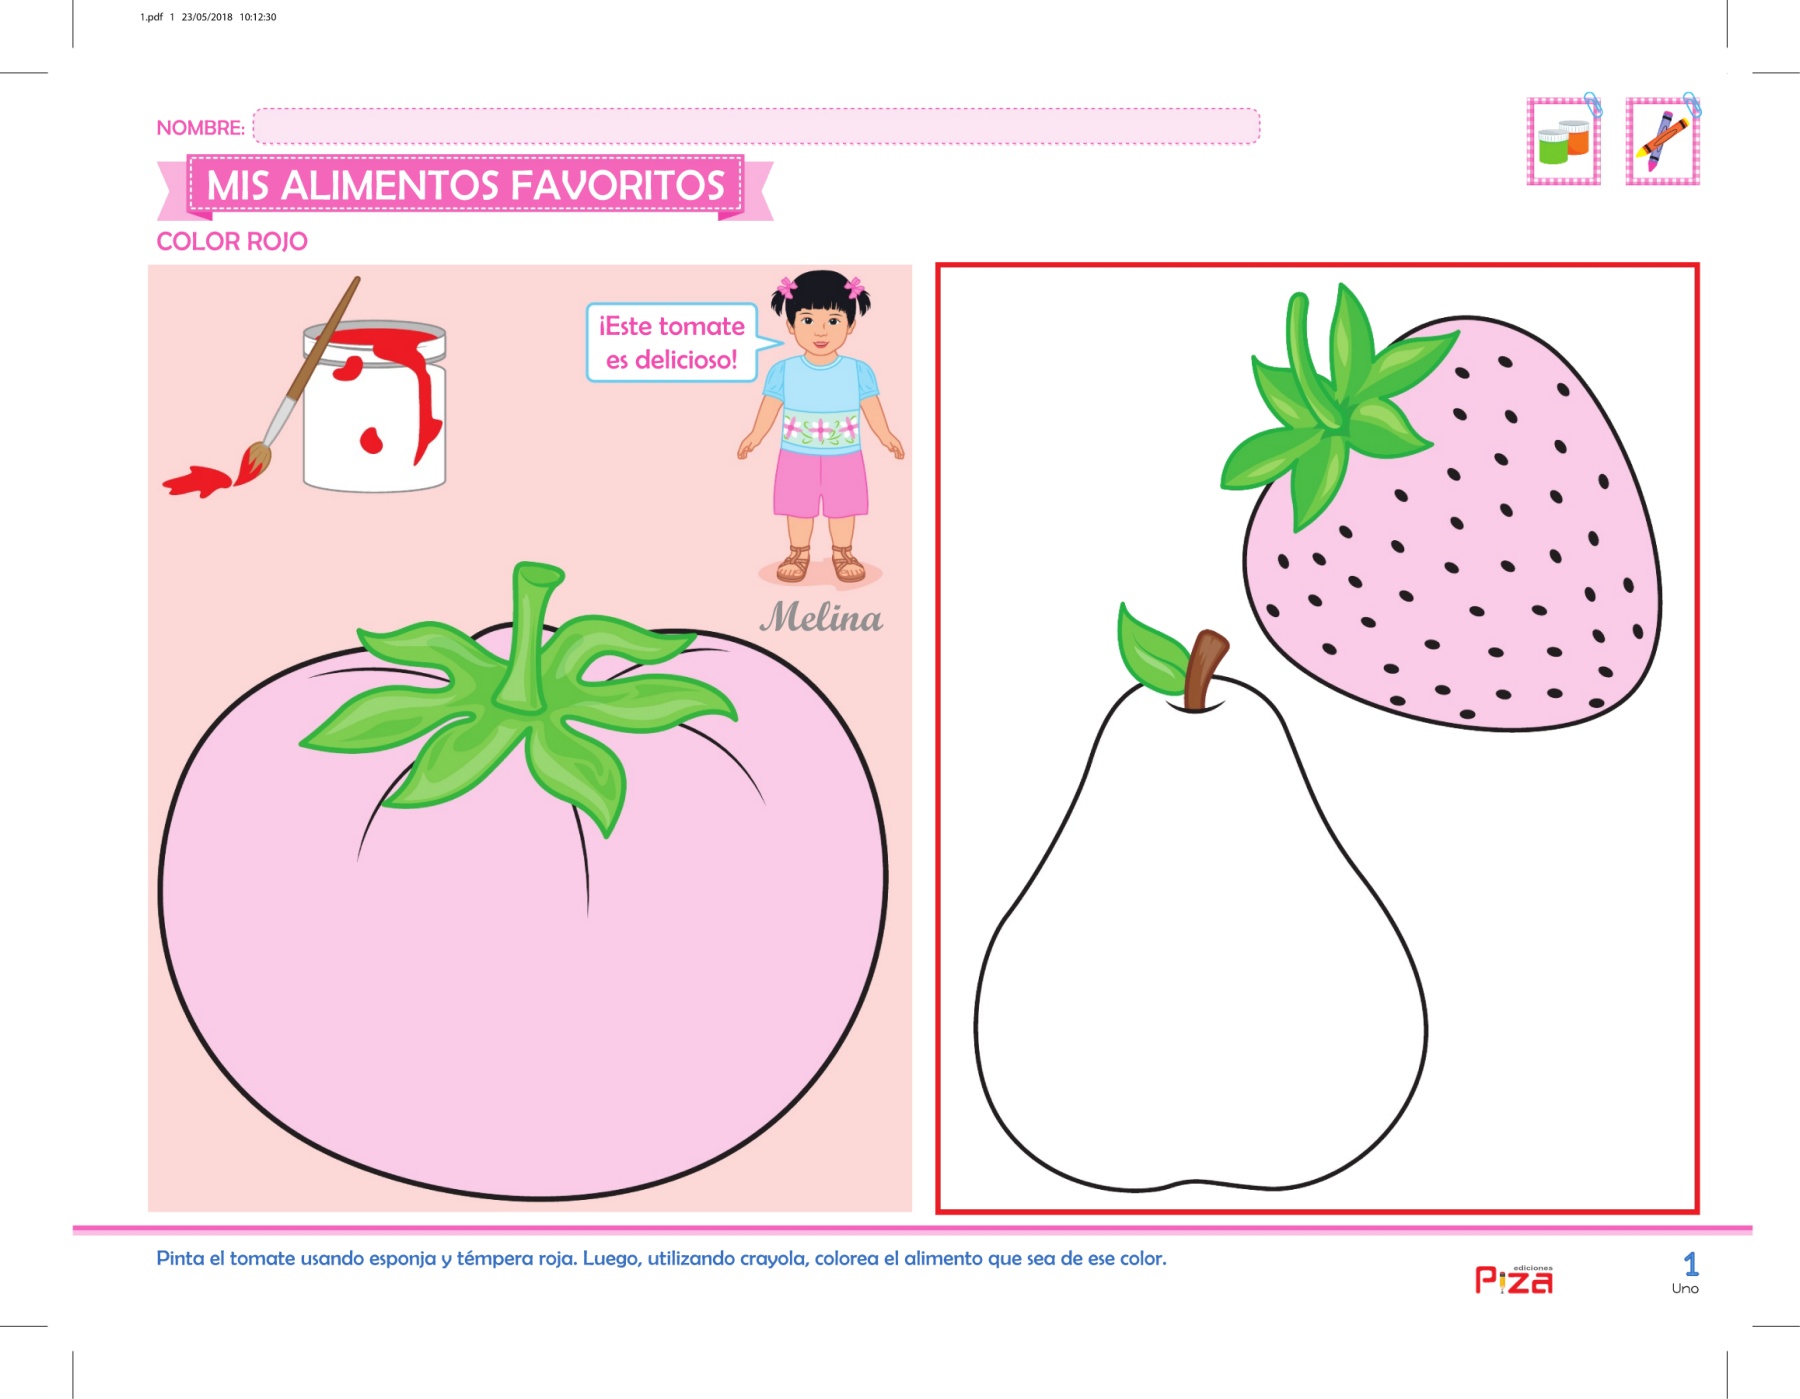 1.pdf 1 23/05/2018 10:12:30
NOMBRE:
MIS ALIMENTOS FAVORITOS
COLOR ROJO
¡Este tomate
es delicioso!
Melina
Pinta el tomate usando esponja y témpera roja. Luego, utilizando crayola, colorea el alimento que sea de ese color.
ediciones
Piza
1
Uno